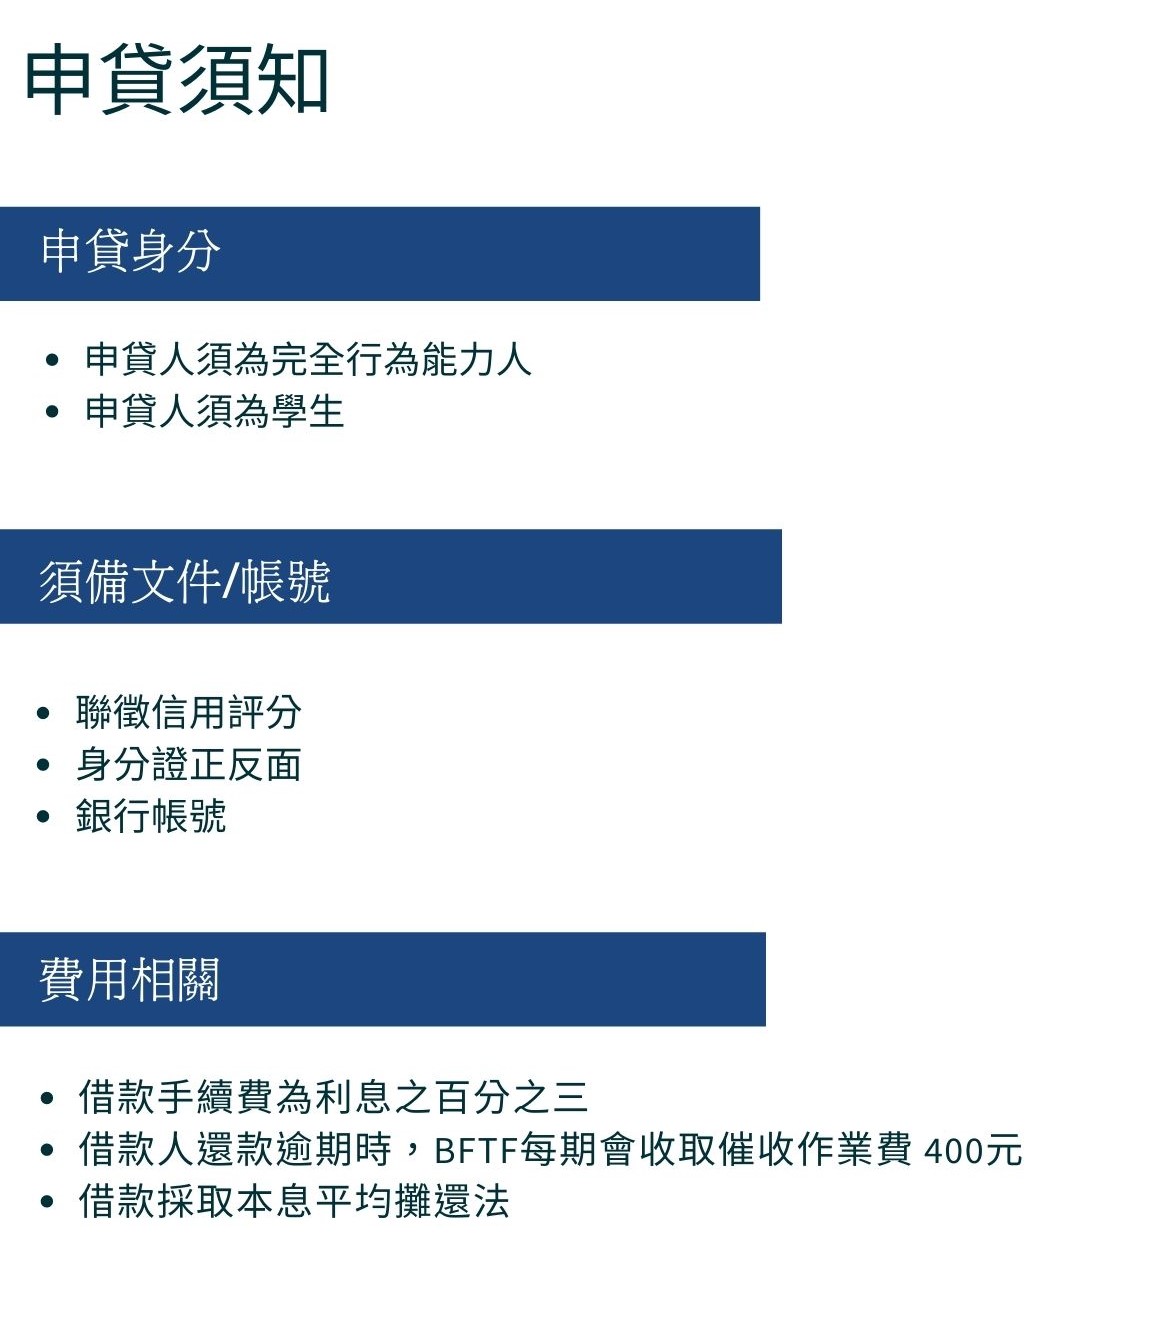 申貸須知
申貸身分
• 申貸人須為完全行為能力人
• 申貸人須為學生
須備文件/帳號
• 聯徵信用評分
• 身分證正反面
• 銀行帳號
費用相關
• 借款手續費為利息之百分之三
• 借款人還款逾期時，BFTF每期會收取催收作業費 400元
• 借款採取本息平均攤還法